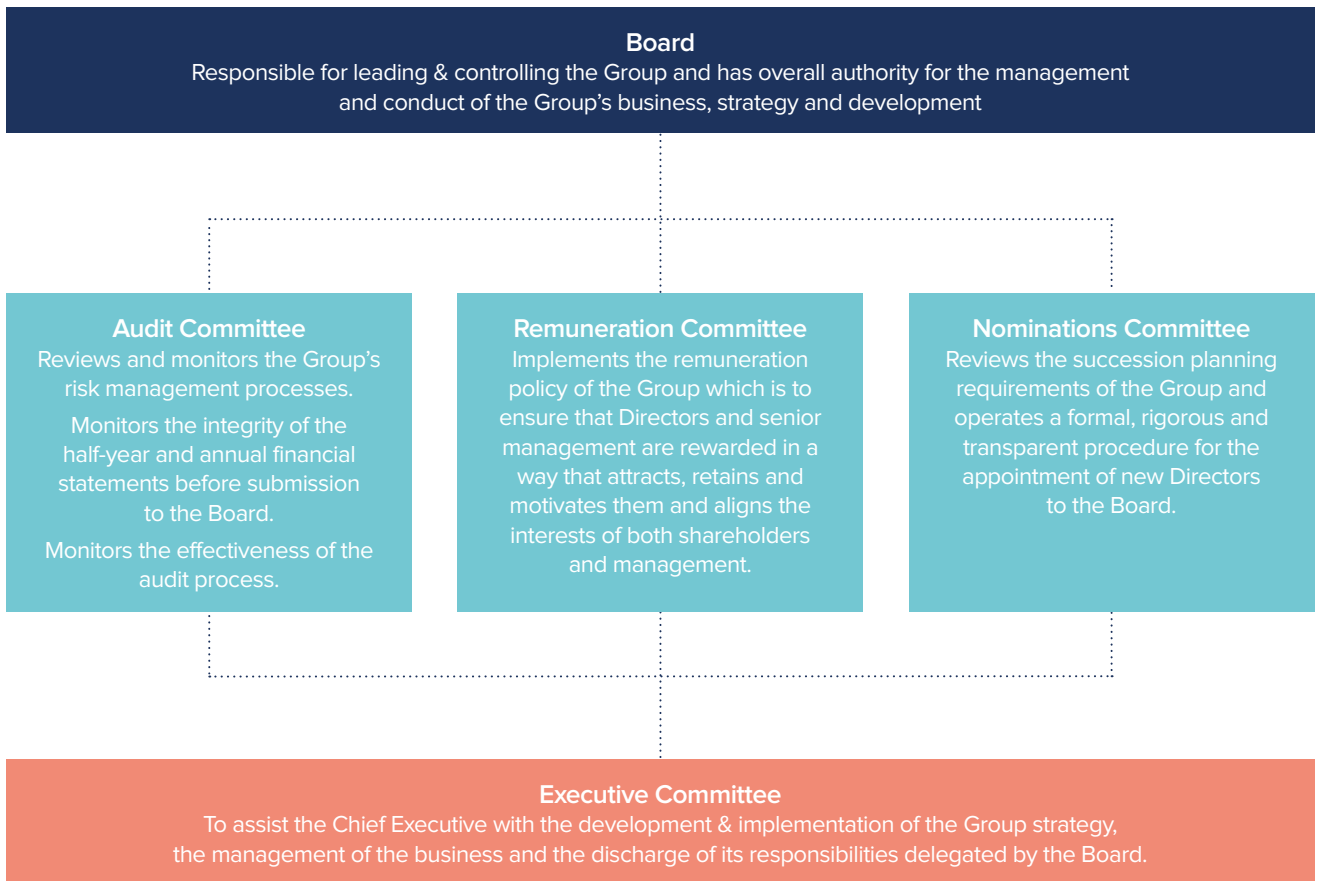 Board
Responsible for leading & controlling the Group and has overall authority for the management
and conduct of the Group’s business, strategy and development
Audit Committee
Reviews and monitors the Group’s
risk management processes.
Monitors the integrity of the
half-year and annual financial
statements before submission
to the Board.
Monitors the effectiveness of the
audit process.
Remuneration Committee
Implements the remuneration
policy of the Group which is to
ensure that Directors and senior
management are rewarded in a
way that attracts, retains and
motivates them and aligns the
interests of both shareholders
and management.
Nominations Committee
Reviews the succession planning
requirements of the Group and
operates a formal, rigorous and
transparent procedure for the
appointment of new Directors
to the Board.
Executive Committee
To assist the Chief Executive with the development & implementation of the Group strategy,
the management of the business and the discharge of its responsibilities delegated by the Board.